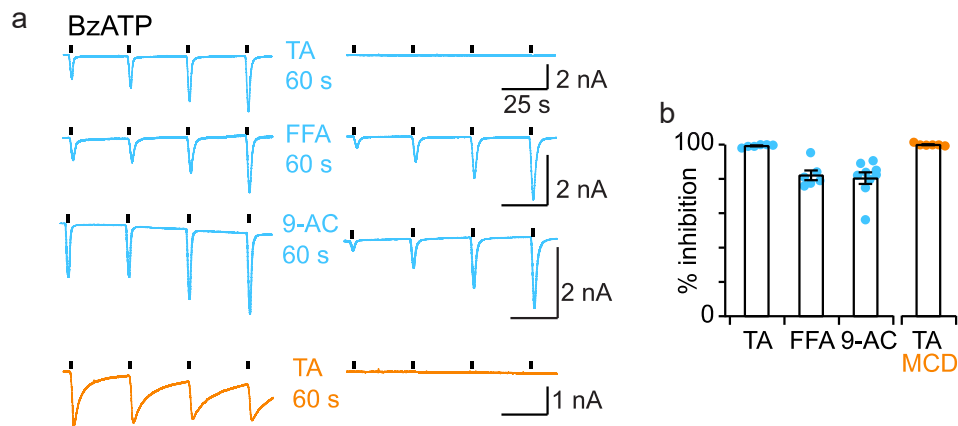 a
BzATP
TA
60 s
2 nA
25 s
FFA
60 s
2 nA
9-AC
60 s
2 nA
TA
60 s
1 nA
b
% inhibition
100
0
TA FFA 9-AC TA
MCD